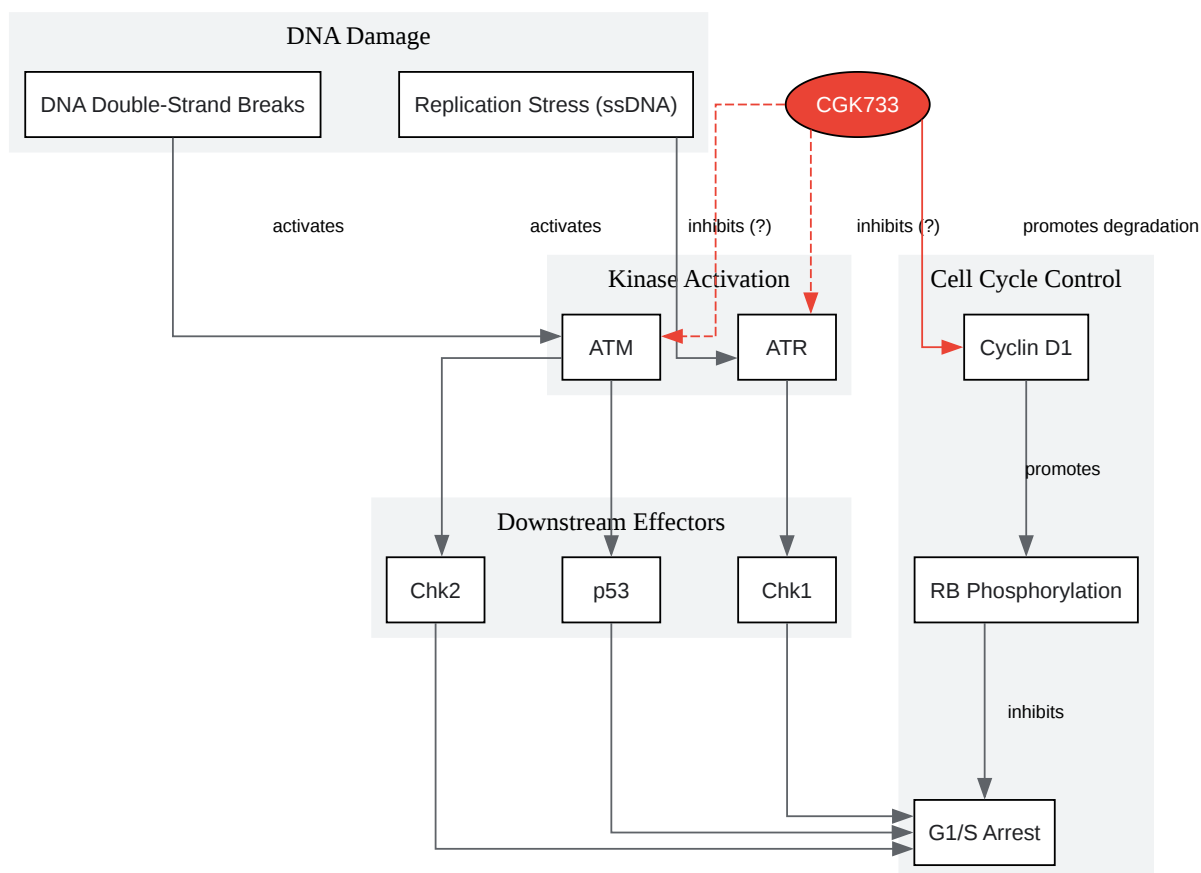 DNA Damage
DNA Double-Strand Breaks
Replication Stress (ssDNA)
CGK733
activates
activates
inhibits (?)
inhibits (?)
promotes degradation
Kinase Activation
Cell Cycle Control
ATM
ATR
Cyclin D1
promotes
Downstream Effectors
Chk2
p53
Chk1
RB Phosphorylation
inhibits
G1/S Arrest